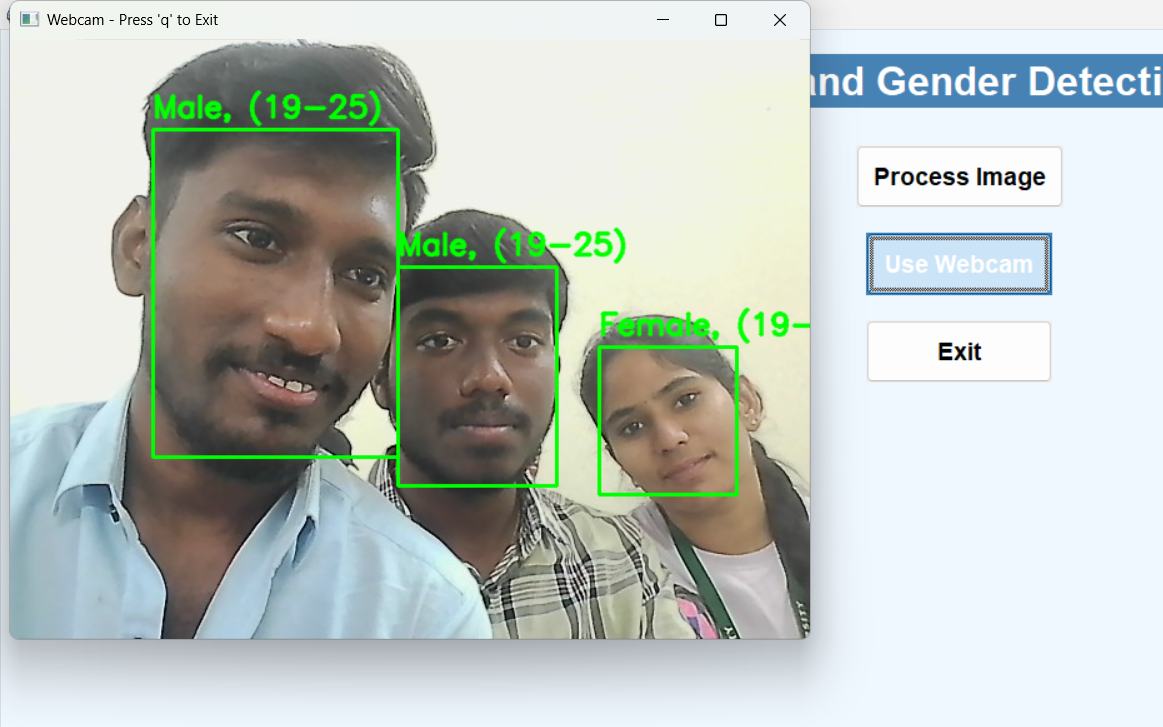 Webcam - Press 'q' to Exit
and Gender Detecti
Male, (19-25)
Male, (19-25)
Female, (19-
Process Image
Use Webcam
Exit